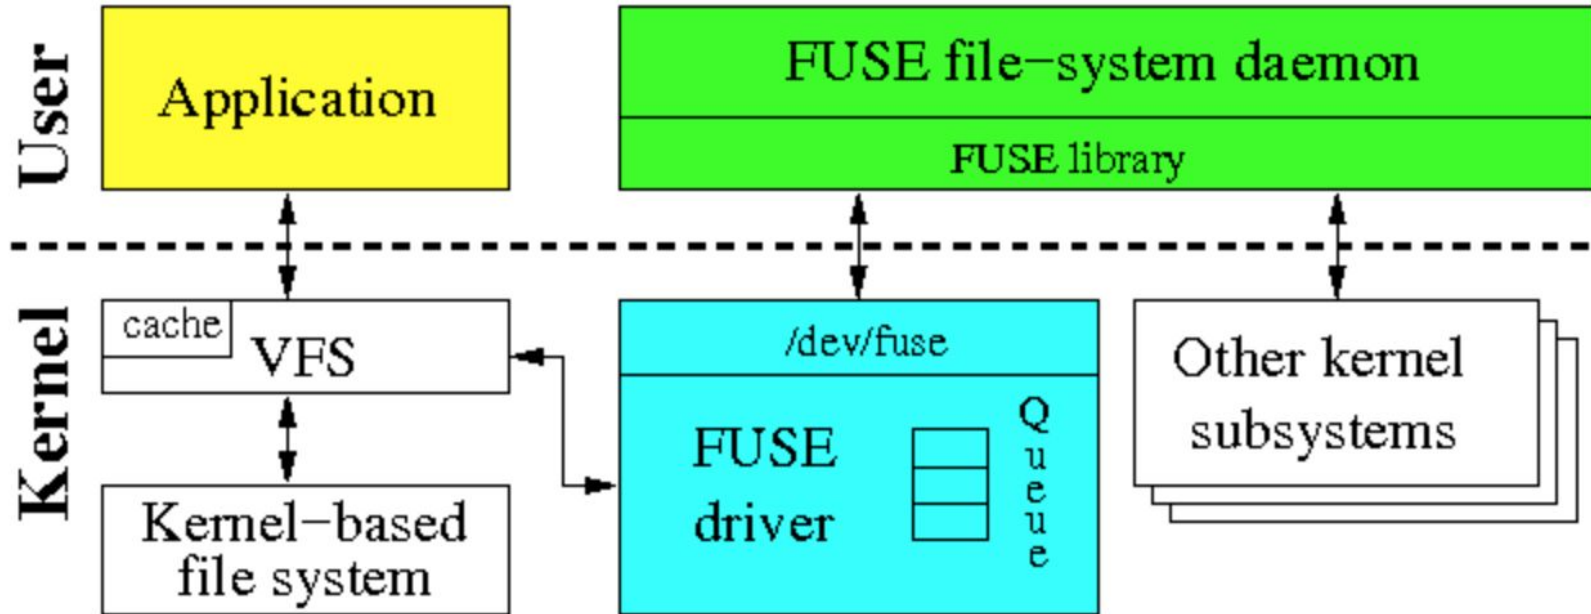 User
Application
FUSE file-system daemon
FUSE library
Kernel
cache
VFS
Kernel-based
file system
/dev/fuse
FUSE
driver
Queue
Other kernel
subsystems